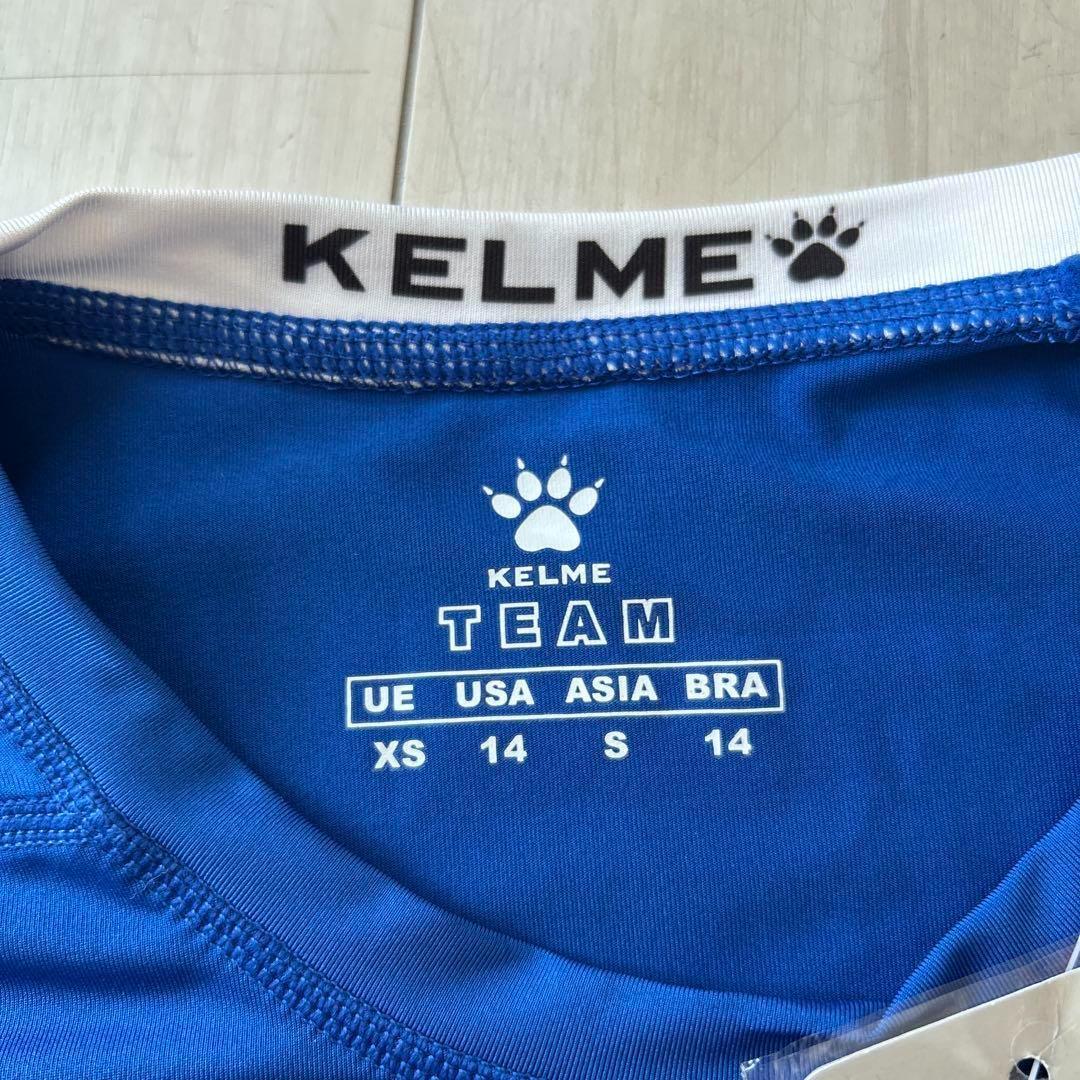 KELME
KELME
TEAM
UE USA ASIA BRA
XS 14 S 14